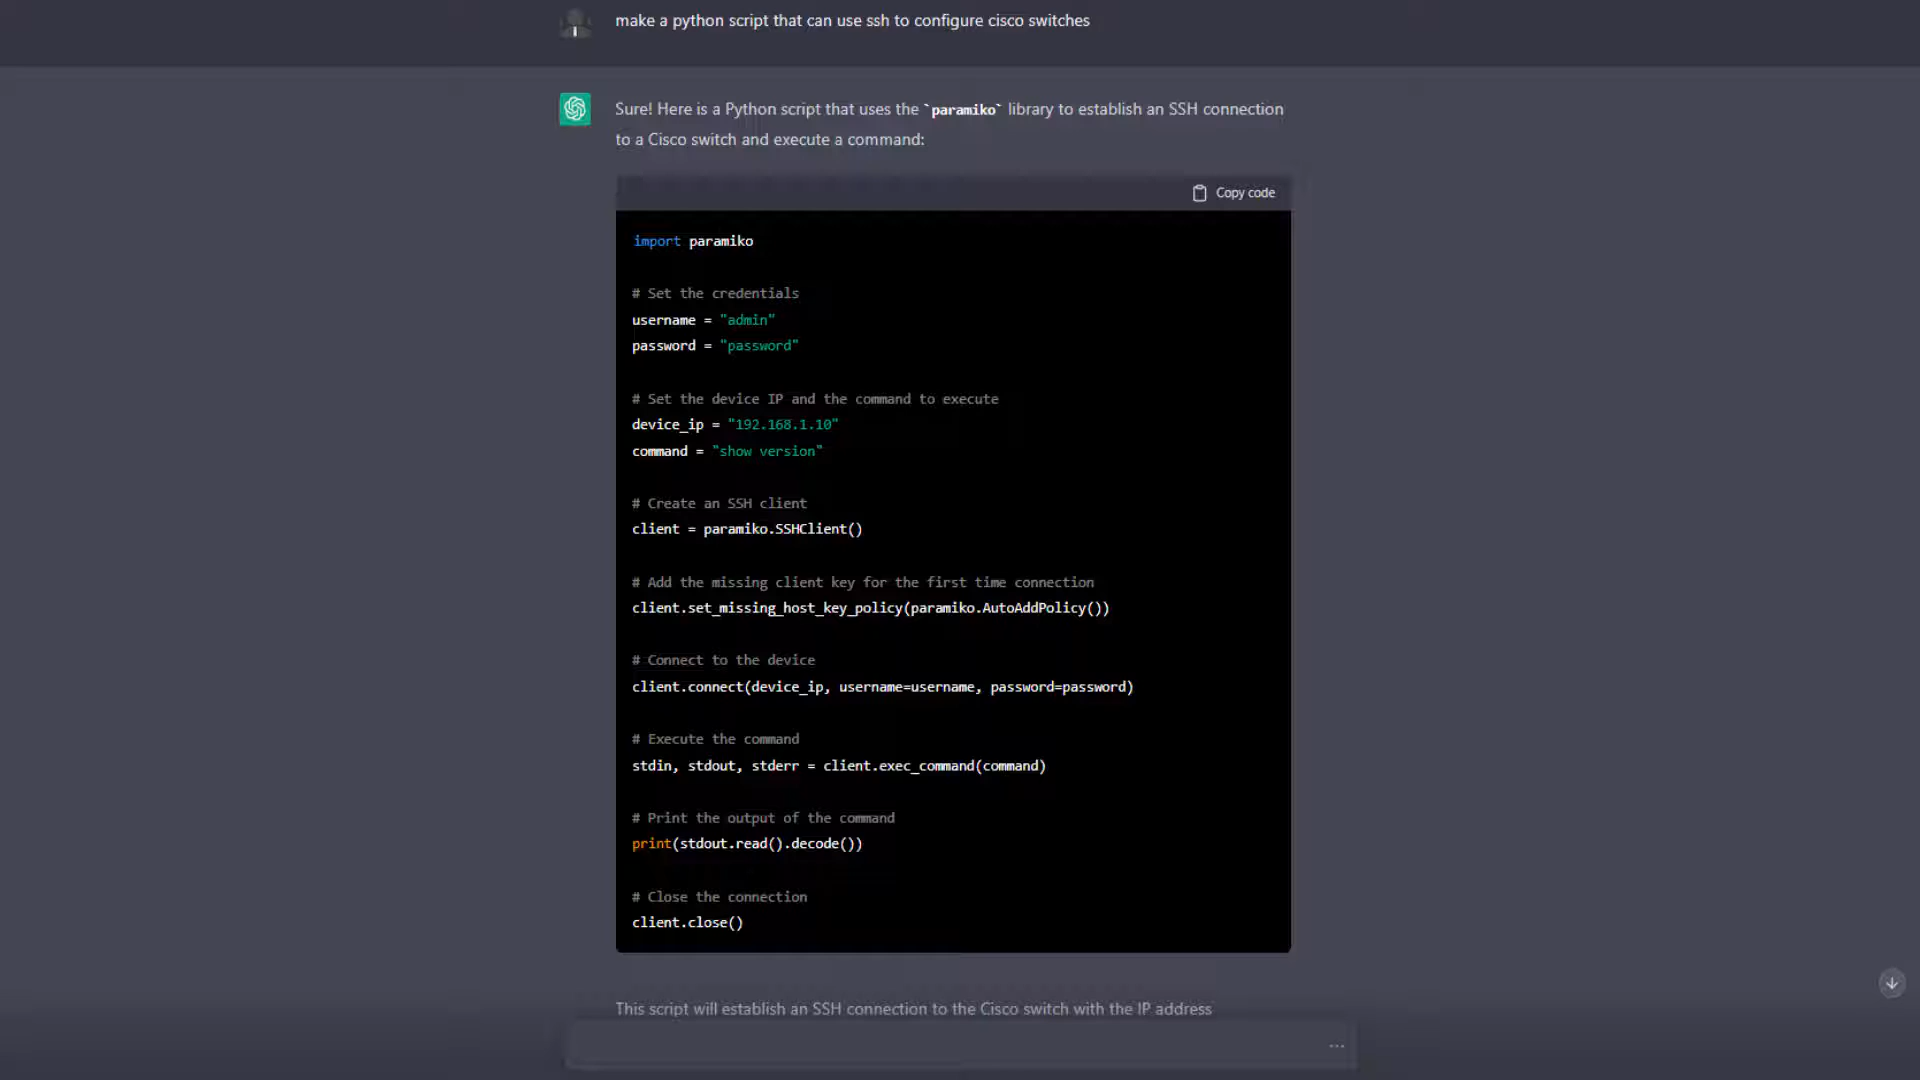 make a python script that can use ssh to configure cisco switches
Sure! Here is a Python script that uses the `paramiko` library to establish an SSH connection
to a Cisco switch and execute a command:
Copy code
import paramiko
# Set the credentials
username = "admin"
password = "password"
# Set the device IP and the command to execute
device_ip = "192.168.1.10"
command = "show version"
# Create an SSH client
client = paramiko.SSHClient()
# Add the missing client key for the first time connection
client.set_missing_host_key_policy(paramiko.AutoAddPolicy())
# Connect to the device
client.connect(device_ip, username=username, password=password)
# Execute the command
stdin, stdout, stderr = client.exec_command(command)
# Print the output of the command
print(stdout.read().decode())
# Close the connection
client.close()
This script will establish an SSH connection to the Cisco switch with the IP address